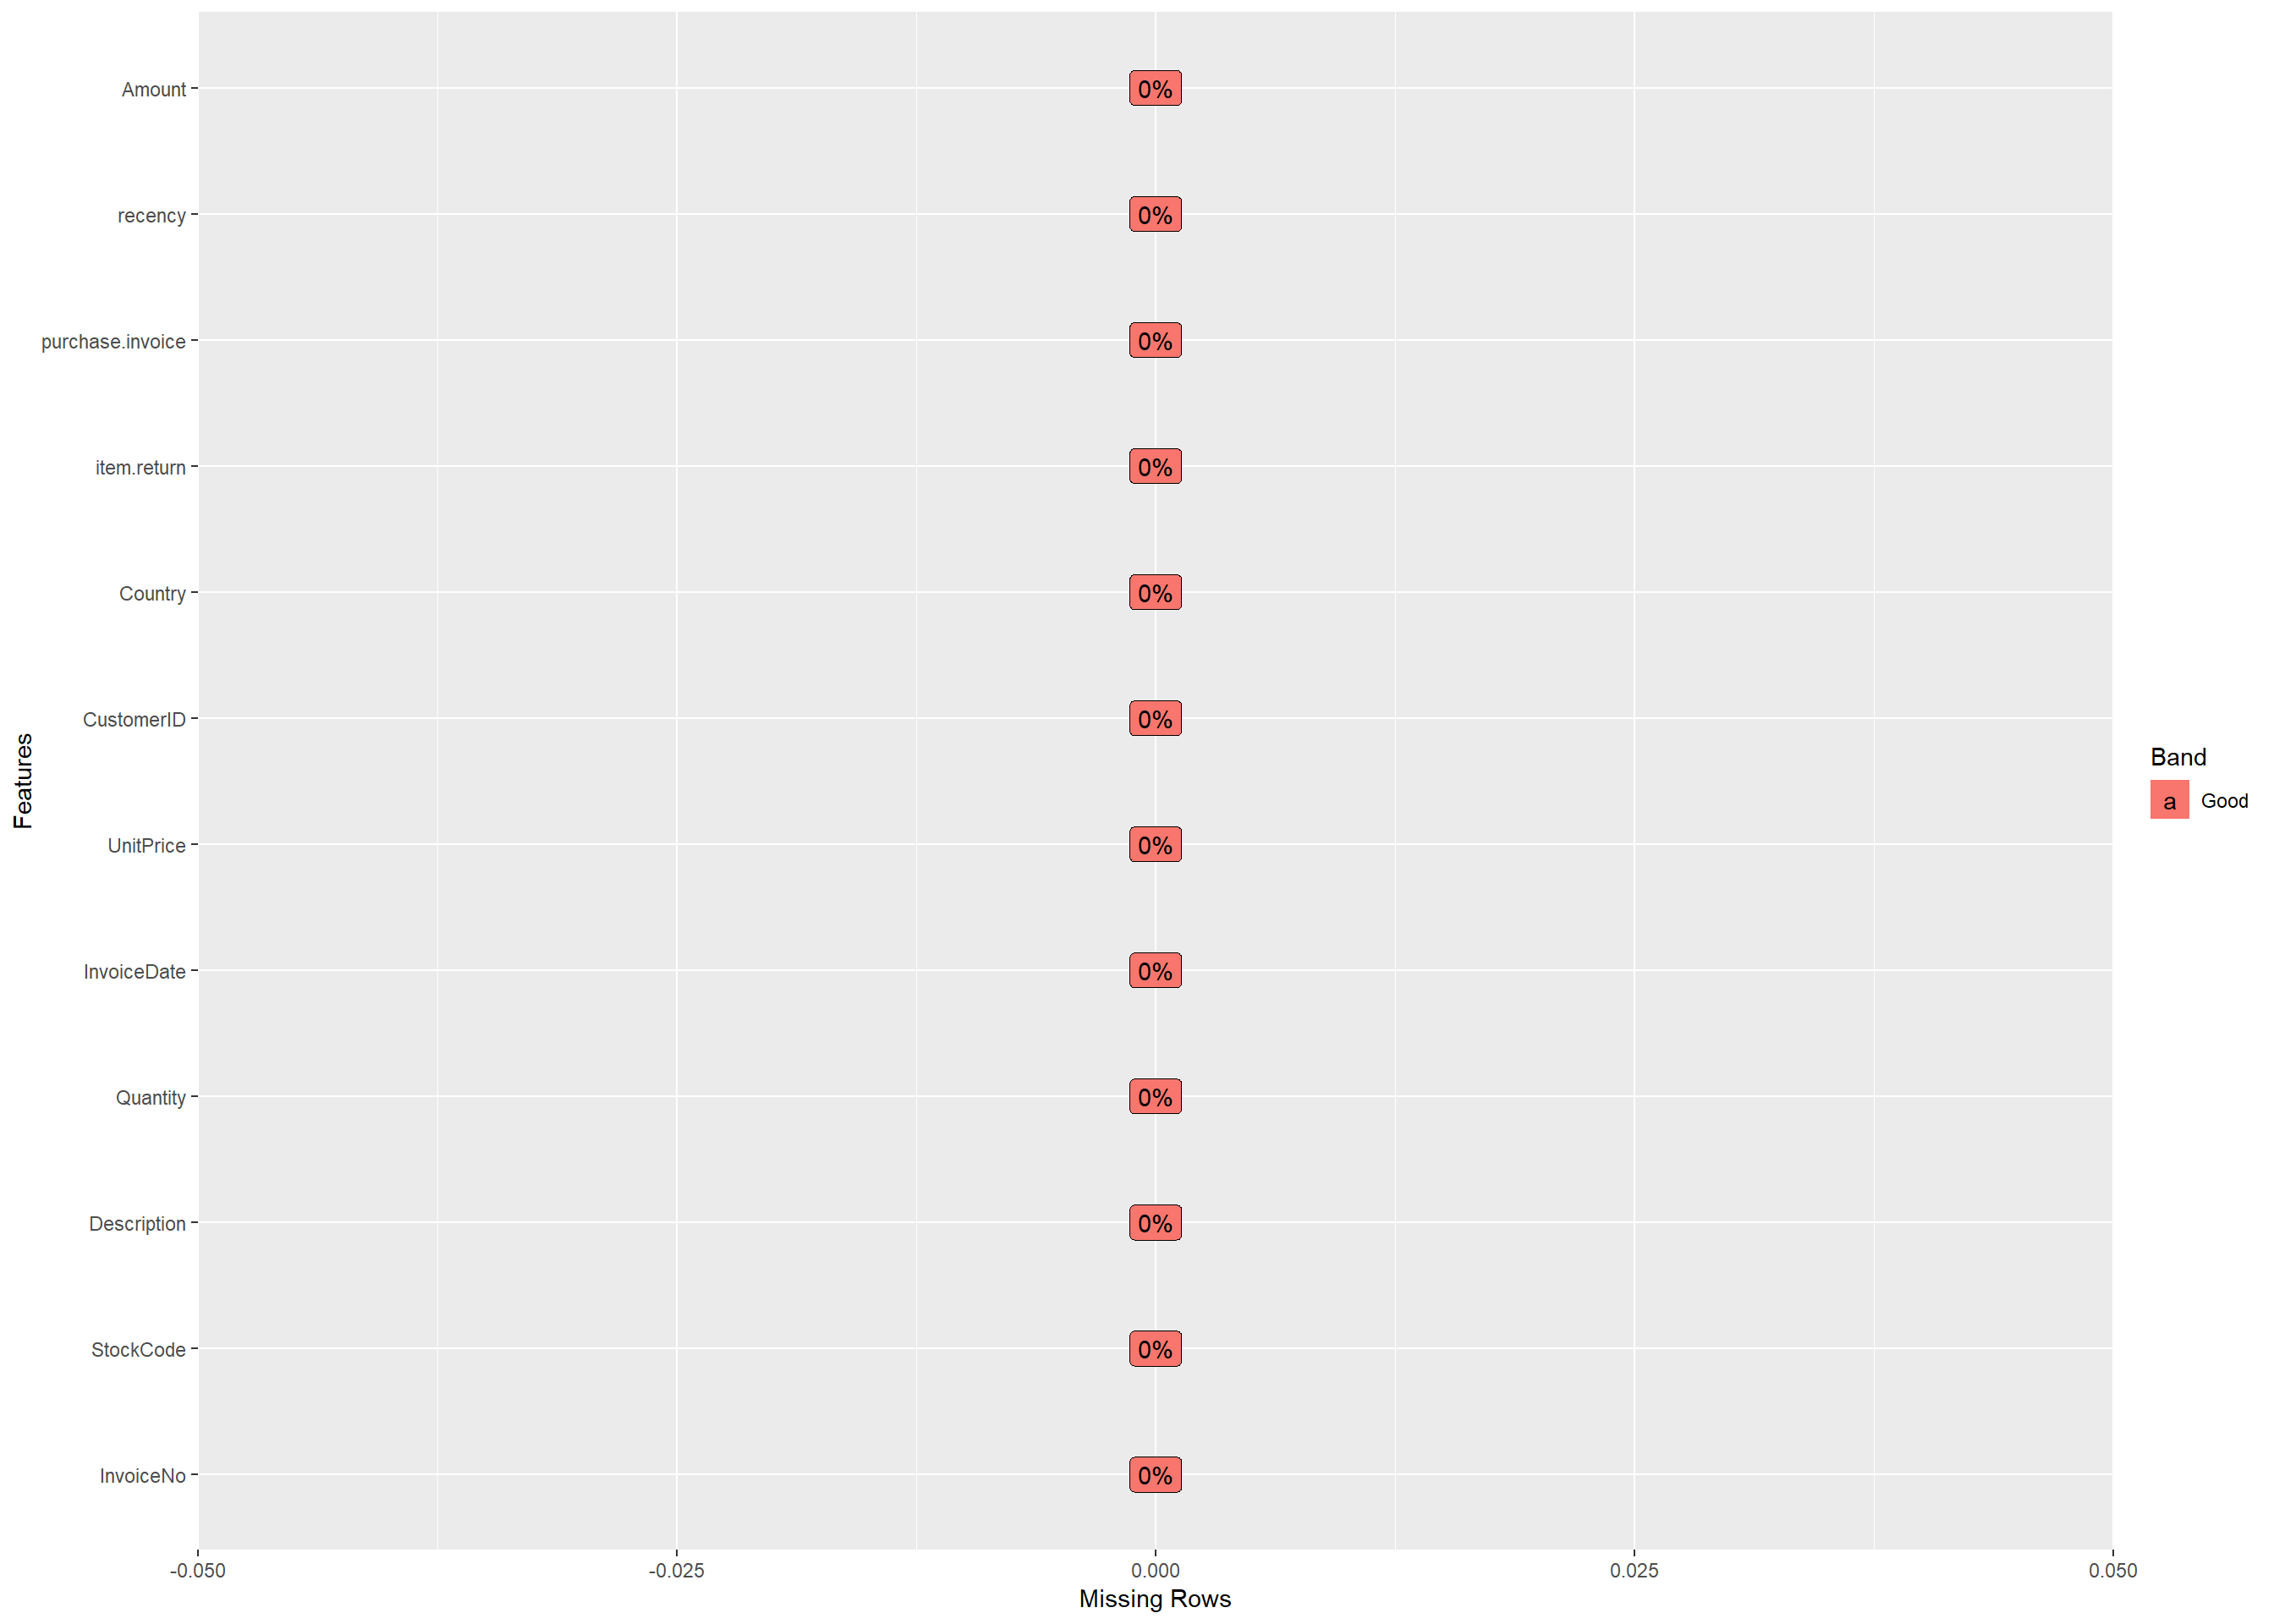 Features
Amount
0%
recency
0%
purchase.invoice
0%
item.return
0%
Country
0%
CustomerID
0%
UnitPrice
0%
InvoiceDate
0%
Quantity
0%
Description
0%
StockCode
0%
InvoiceNo
0%
-0.050
-0.025
0.000
0.025
0.050
Missing Rows
Band
a
Good